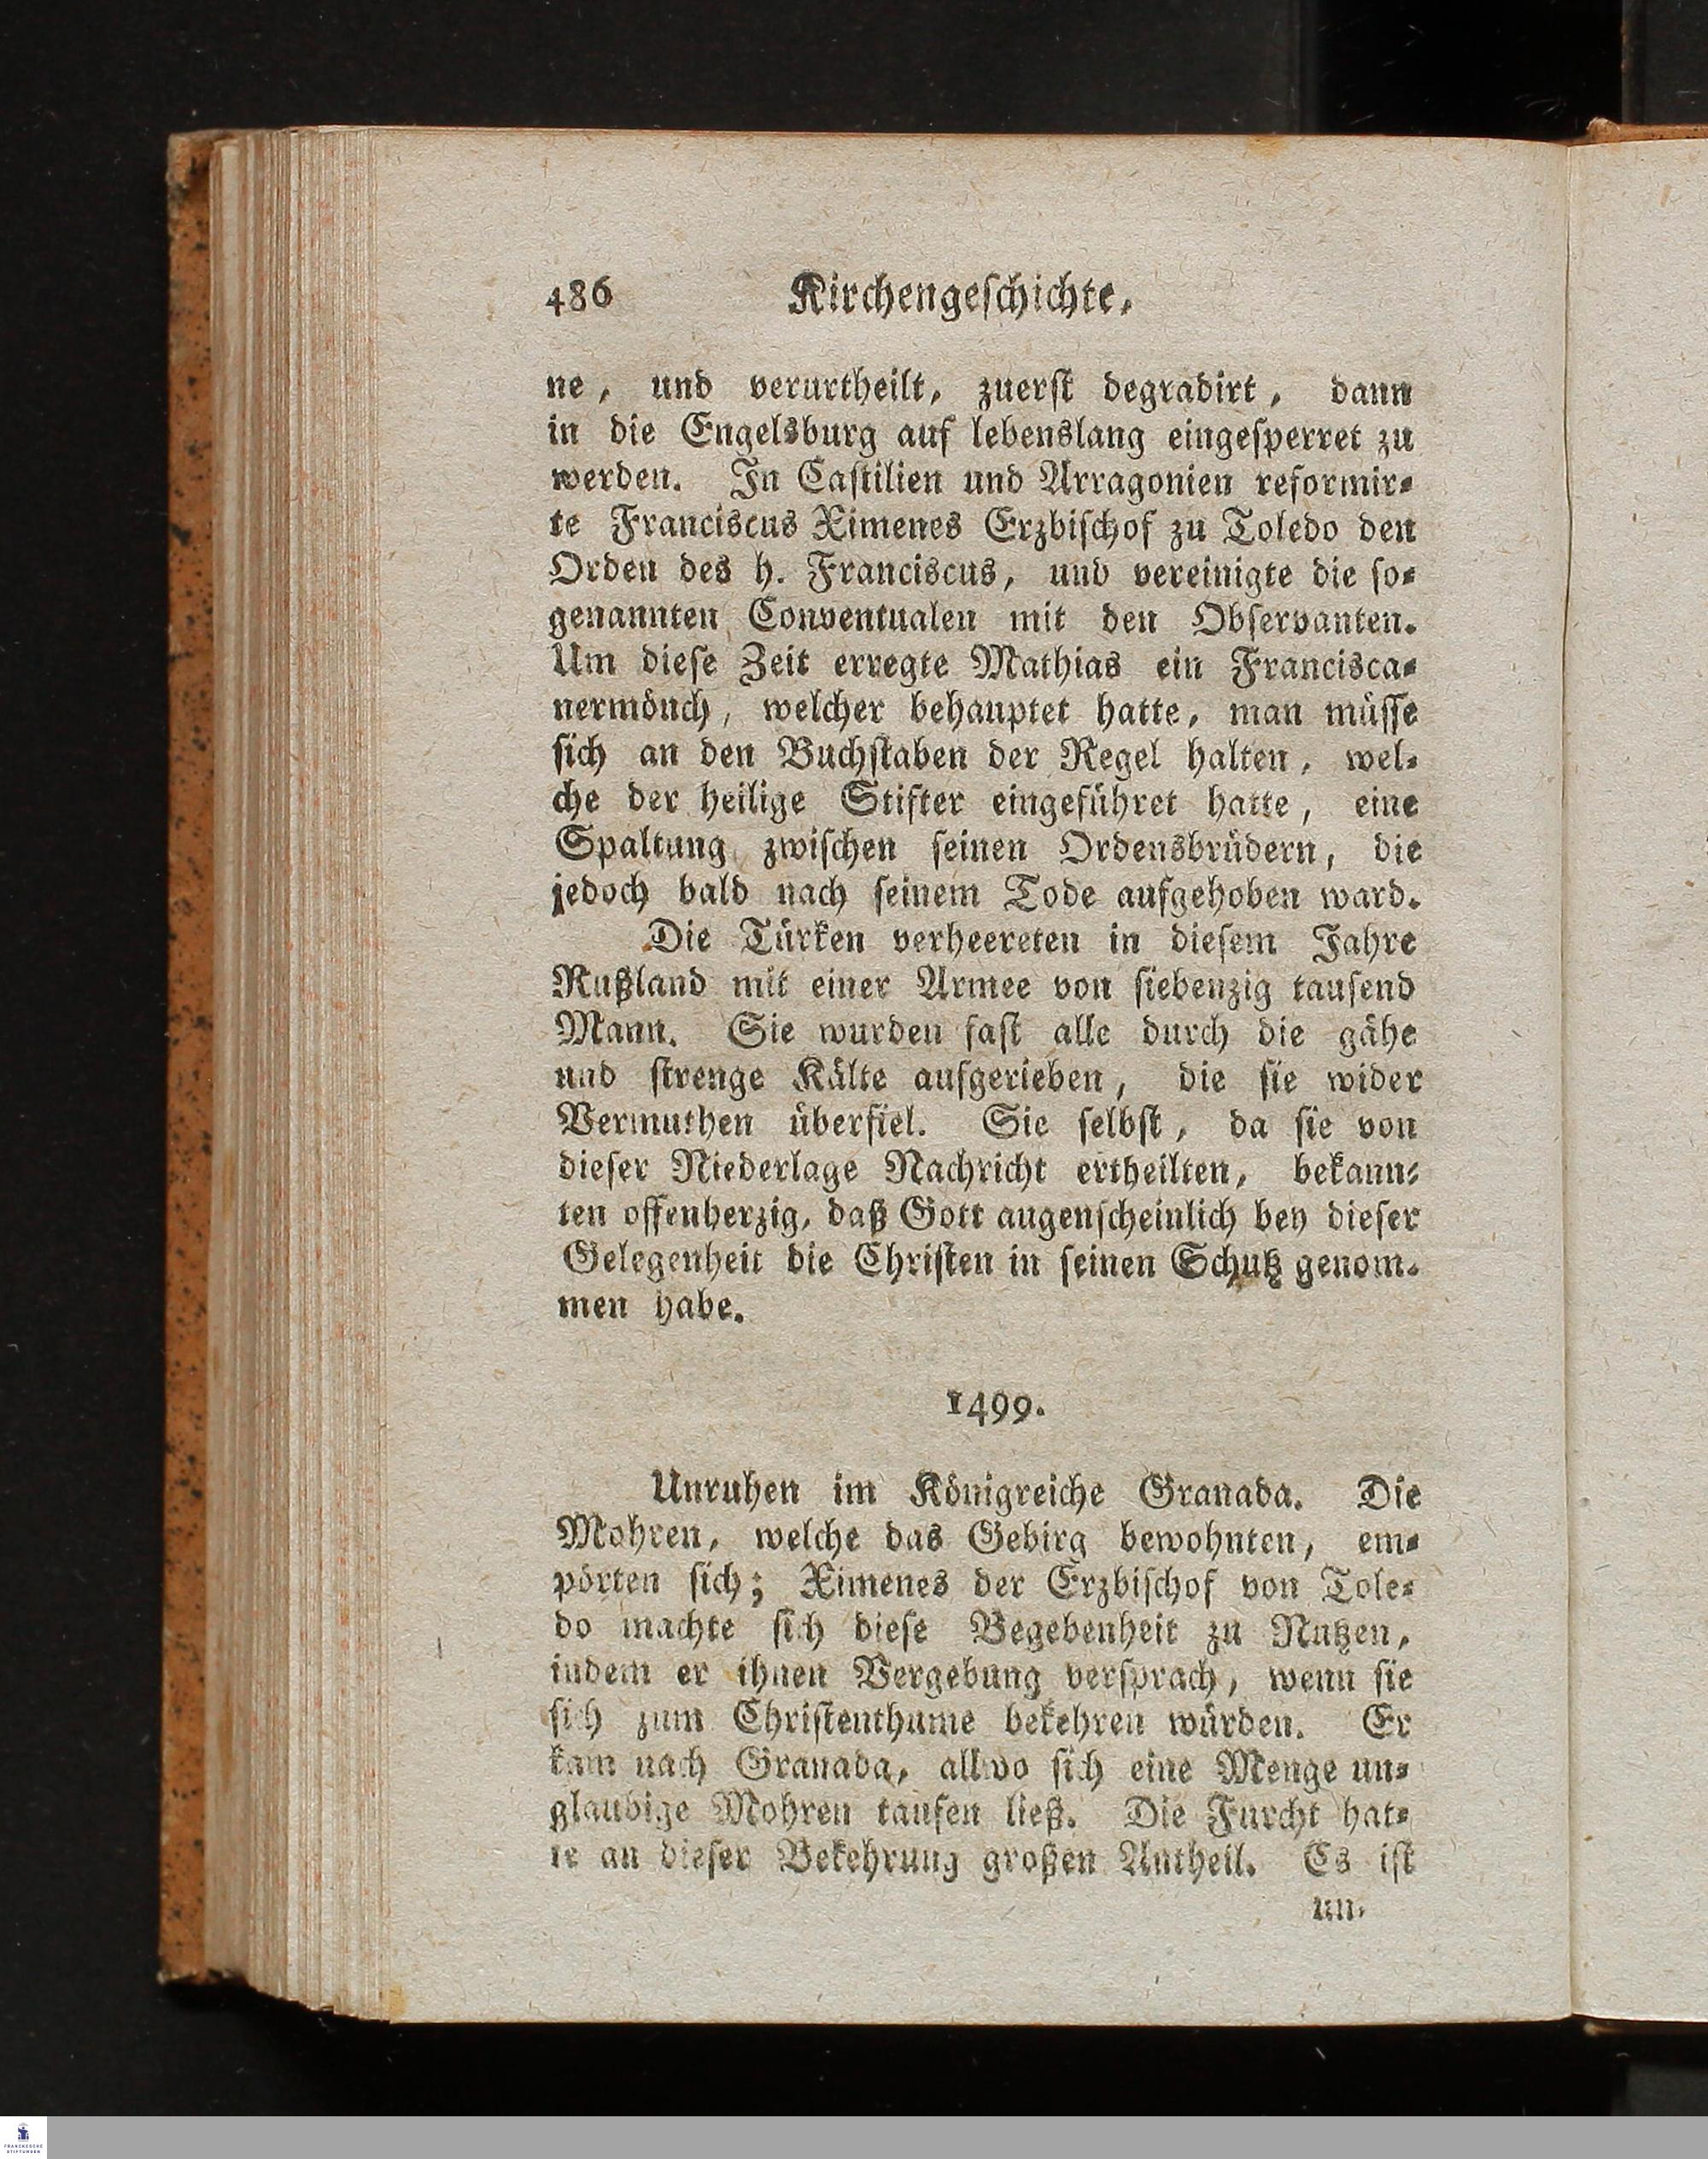 486 Kirchengeschichte.
ne, und verurtheilt, zuerst degradirt, dann
in die Engelsburg auf lebenslang eingesperret zu
werden. In Castilien und Arragonien reformir-
te Franciscus Ximenes Erzbischof zu Toledo den
Orden des h. Franciscus, und vereinigte die so-
genannten Conventualen mit den Observanten.
Um diese Zeit erregte Mathias ein Francisca-
nermönch, welcher behauptet hatte, man müsse
sich an den Buchstaben der Regel halten, wel-
che der heilige Stifter eingeführet hatte, eine
Spaltung zwischen seinen Ordensbrüdern, die
jedoch bald nach seinem Tode aufgehoben ward.
Die Türken verheereten in diesem Jahre
Rußland mit einer Armee von siebenzig tausend
Mann. Sie wurden fast alle durch die gähe
und strenge Kälte aufgerieben, die sie wider
Vermuthen überfiel. Sie selbst, da sie von
dieser Niederlage Nachricht ertheilten, bekann-
ten offenherzig, daß Gott augenscheinlich bey dieser
Gelegenheit die Christen in seinen Schutz genom-
men habe.
1499.
Unruhen im Königreiche Granada. Die
Mohren, welche das Gebirg bewohnten, em-
pörten sich; Ximenes der Erzbischof von Tole-
do machte sich diese Begebenheit zu Nutzen,
indem er ihnen Vergebung versprach, wenn sie
sich zum Christenthume bekehren würden. Er
kam nach Granada, allwo sich eine Menge un-
glaubige Mohren taufen ließ. Die Furcht hat-
te an dieser Bekehrung großen Antheil. Es ist
un-
FRANCKESCHE
STIFTUNGEN